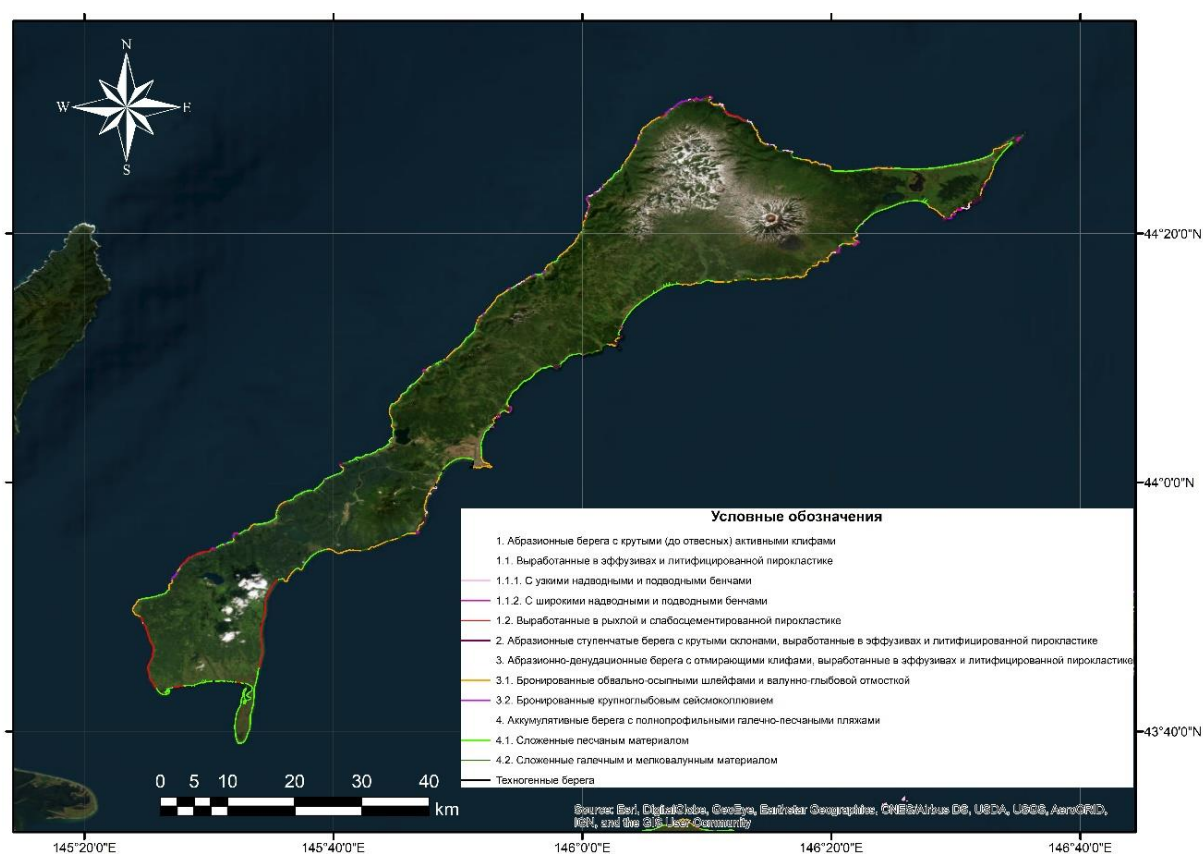 N
W E
S
44°20'0"N
44°0'0"N
Условные обозначения
1. Абразионные берега с крутыми (до отвесных) активными клифами
1.1. Выработанные в эффузивах и литифицированной пирокластике
1.1.1. С узкими надводными и подводными бенчами
1.1.2. С широкими надводными и подводными бенчами
1.2. Выработанные в рыхлой и слабосцементированной пирокластике
2. Абразионные ступенчатые берега с крутыми склонами, выработанные в эффузивах и литифицированной пирокластике
3. Абразионно-денудационные берега с отмирающими клифами, выработанные в эффузивах и литифицированной пирокластике
3.1. Бронированные обвально-осыпными шлейфами и валунно-глыбовой отмосткой
3.2. Бронированные крупноглыбовым сейсмокоплювием
4. Аккумулятивные берега с полнопрофильными галечно-песчаными пляжами
4.1. Сложенные песчаным материалом
4.2. Сложенные галечным и мелковалунным материалом
Техногенные берега
43°40'0"N
0 5 10 20 30 40
km
Source: Esri, DigitalGlobe, GeoEye, Earthstar Geographics, CNES/Airbus DS, USDA, USGS, AeroGRID,
IGN, and the GIS User Community
145°20'0"E 145°40'0"E 146°0'0"E 146°20'0"E 146°40'0"E